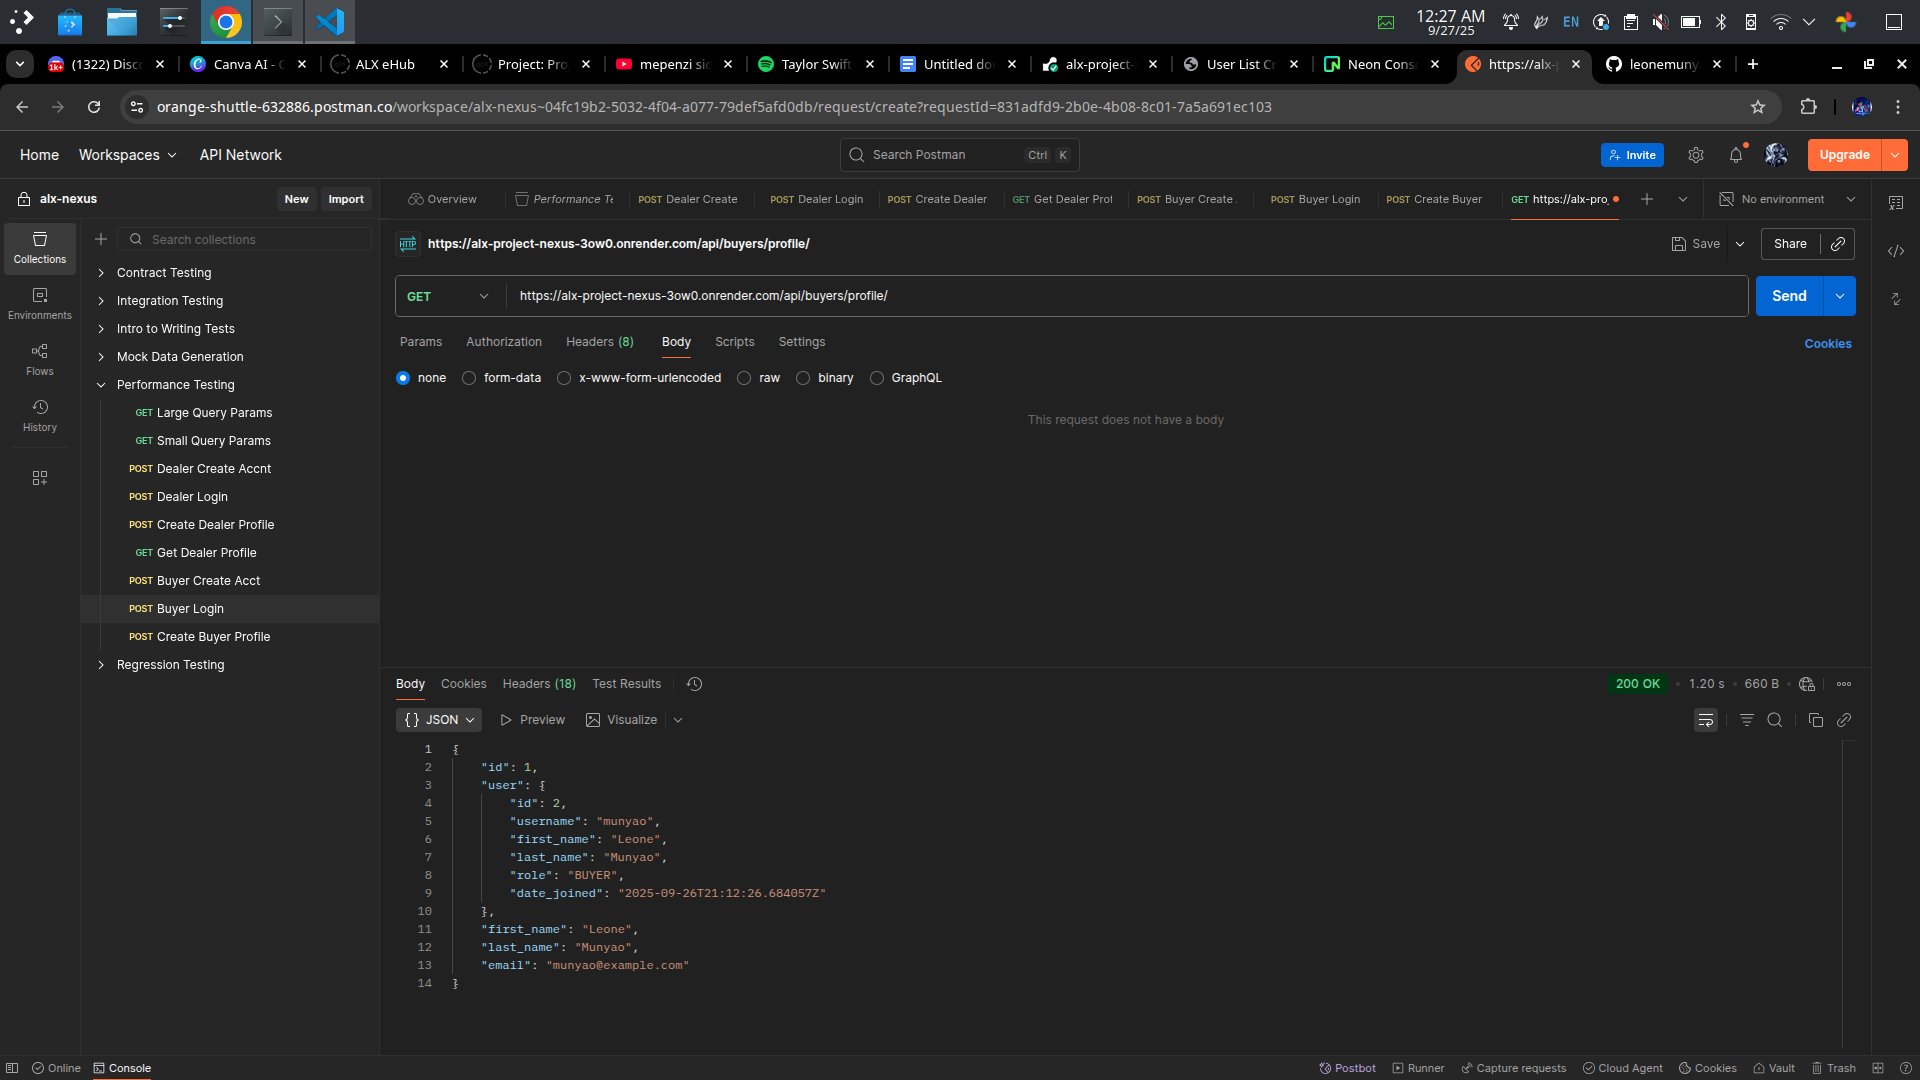 12:27 AM
9/27/25
EN
(1322) Disc
Canva AI - C
ALX eHub
Project: Pro
mepenzi sic
Taylor Swift
Untitled do
alx-project-
User List Cr
Neon Cons
https://alx-
leonemuny
orange-shuttle-632886.postman.co/workspace/alx-nexus~04fc19b2-5032-4f04-a077-79def5afd0db/request/create?requestId=831adfd9-2b0e-4b08-8c01-7a5a691ec103
Home
Workspaces
API Network
Search Postman
Ctrl
K
Invite
Upgrade
alx-nexus
New
Import
Overview
Performance Te
POST Dealer Create
POST Dealer Login
POST Create Dealer
GET Get Dealer Prof
POST Buyer Create
POST Buyer Login
POST Create Buyer
GET https://alx-pro
No environment
Collections
Environments
Flows
History
Search collections
Contract Testing
Integration Testing
Intro to Writing Tests
Mock Data Generation
Performance Testing
GET Large Query Params
GET Small Query Params
POST Dealer Create Accnt
POST Dealer Login
POST Create Dealer Profile
GET Get Dealer Profile
POST Buyer Create Acct
POST Buyer Login
POST Create Buyer Profile
Regression Testing
HTTP
https://alx-project-nexus-3ow0.onrender.com/api/buyers/profile/
Save
Share
GET
https://alx-project-nexus-3ow0.onrender.com/api/buyers/profile/
Send
Params
Authorization
Headers (8)
Body
Scripts
Settings
Cookies
none
form-data
x-www-form-urlencoded
raw
binary
GraphQL
This request does not have a body
Body
Cookies
Headers (18)
Test Results
200 OK
1.20 s
660 B
{} JSON
Preview
Visualize
1 {
2 "id": 1,
3 "user": {
4 "id": 2,
5 "username": "munyao",
6 "first_name": "Leone",
7 "last_name": "Munyao",
8 "role": "BUYER",
9 "date_joined": "2025-09-26T21:12:26.684057Z"
10 },
11 "first_name": "Leone",
12 "last_name": "Munyao",
13 "email": "munyao@example.com"
14 }
Online
Console
Postbot
Runner
Capture requests
Cloud Agent
Cookies
Vault
Trash